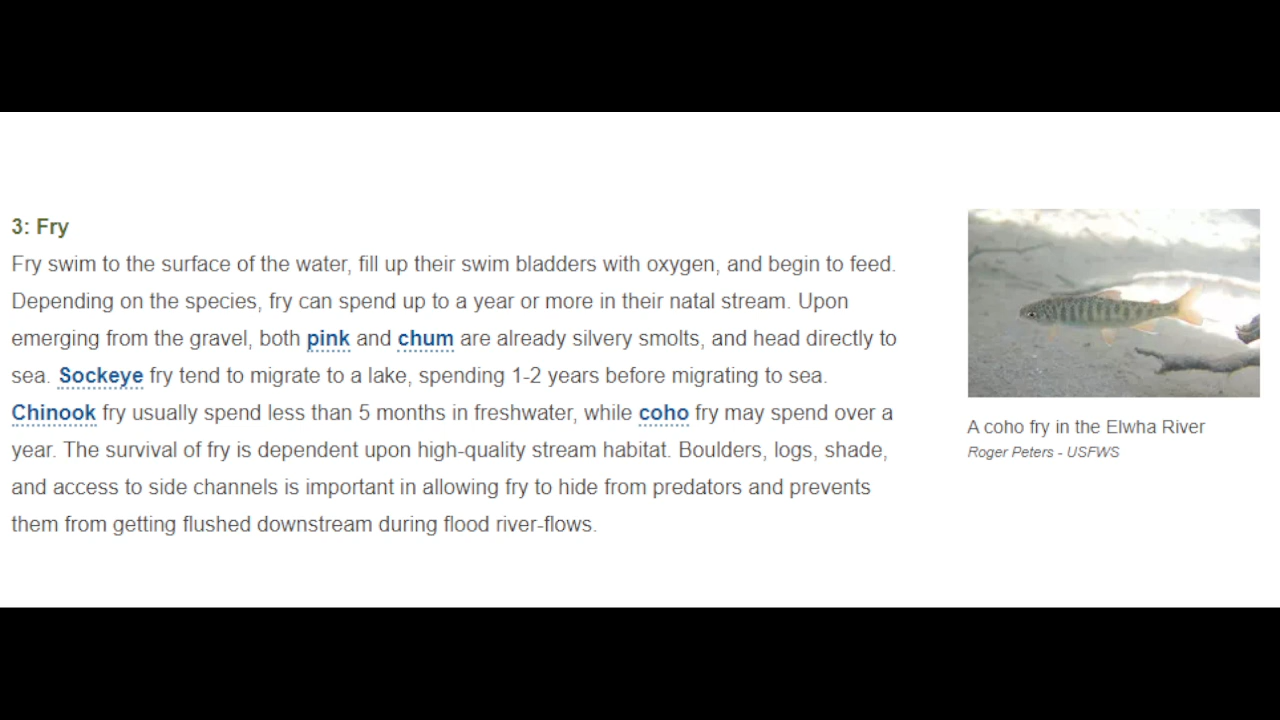 3: Fry
Fry swim to the surface of the water, fill up their swim bladders with oxygen, and begin to feed.
Depending on the species, fry can spend up to a year or more in their natal stream. Upon
emerging from the gravel, both pink and chum are already silvery smolts, and head directly to
sea. Sockeye fry tend to migrate to a lake, spending 1-2 years before migrating to sea.
Chinook fry usually spend less than 5 months in freshwater, while coho fry may spend over a
year. The survival of fry is dependent upon high-quality stream habitat. Boulders, logs, shade,
and access to side channels is important in allowing fry to hide from predators and prevents
them from getting flushed downstream during flood river-flows.
A coho fry in the Elwha River
Roger Peters - USFWS